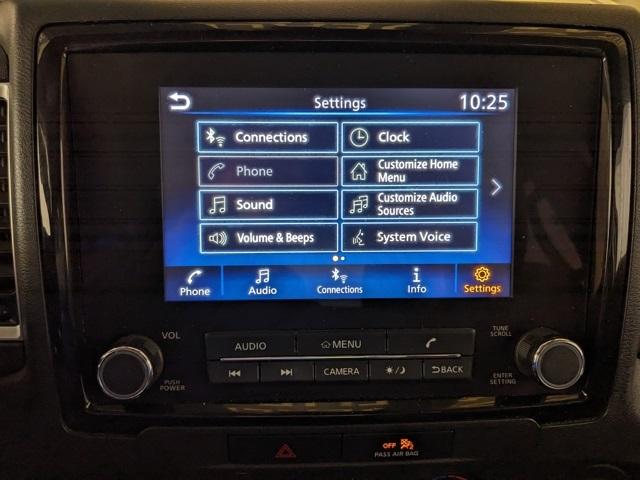 Settings
10:25
Connections
Clock
Phone
Customize Home
Menu
Sound
Customize Audio
Sources
Volume & Beeps
System Voice
Phone
Audio
Connections
Info
Settings
VOL
PUSH
POWER
AUDIO
MENU
CAMERA
BACK
TUNE
SCROLL
ENTER
SETTING
OFF
PASS AIR BAG